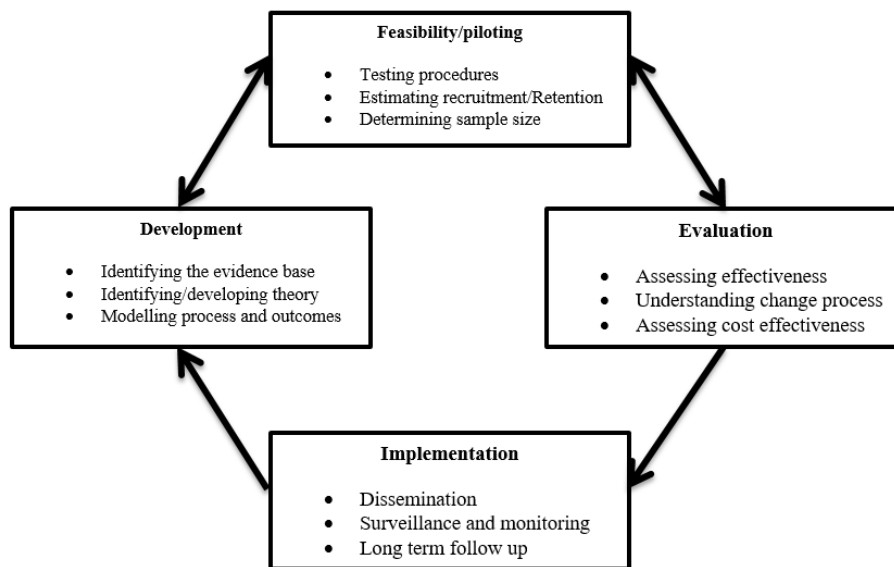 Feasibility/piloting
• Testing procedures
• Estimating recruitment/Retention
• Determining sample size
Development
• Identifying the evidence base
• Identifying/developing theory
• Modelling process and outcomes
Evaluation
• Assessing effectiveness
• Understanding change process
• Assessing cost effectiveness
Implementation
• Dissemination
• Surveillance and monitoring
• Long term follow up